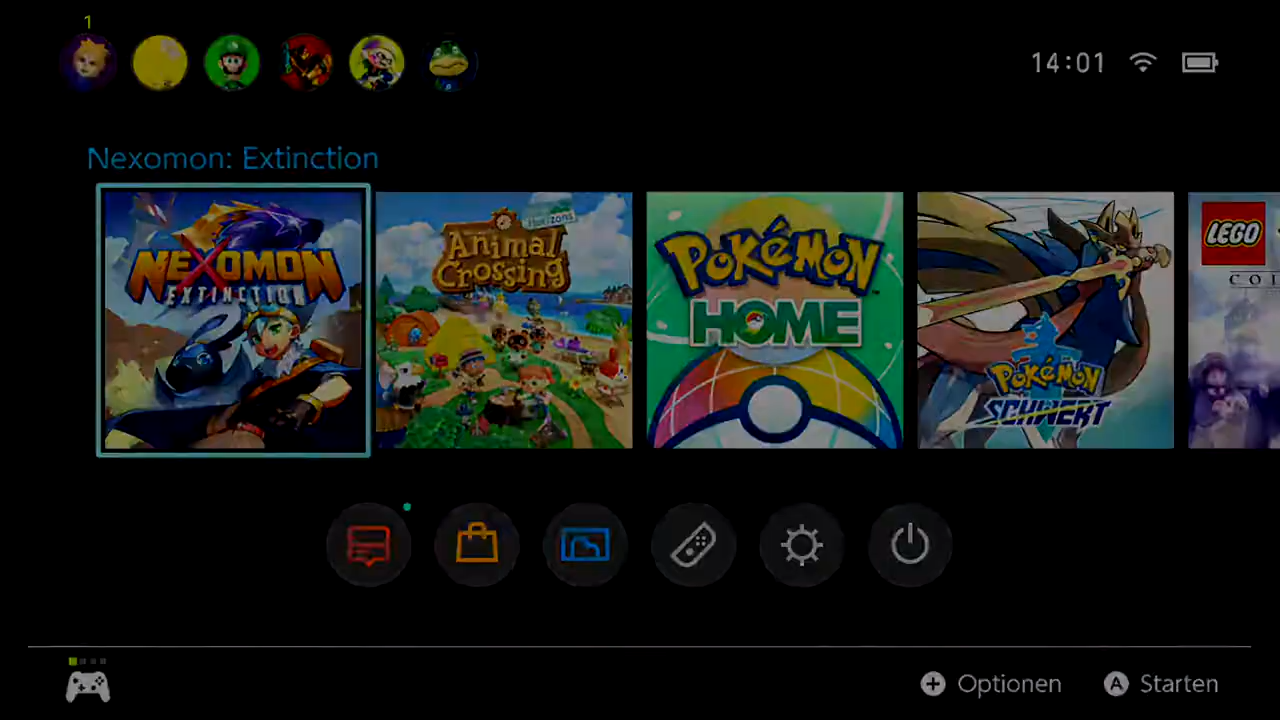 1
14:01
Nexomon: Extinction
NEXOMON
EXTINCTION
Horizons
Animal
Crossing
POKéMON
HOME
POKéMON
SCHWERT
LEGO
Optionen
Starten